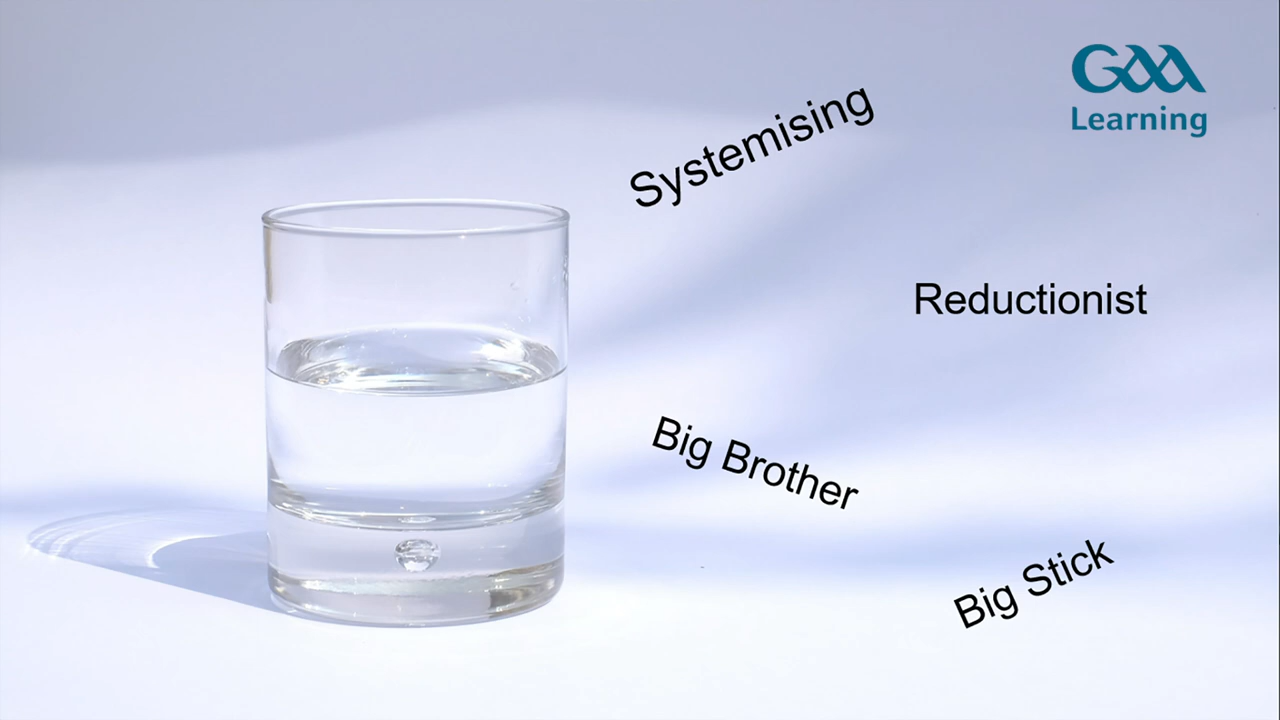 GAA
Learning
Systemising
Reductionist
Big Brother
Big Stick